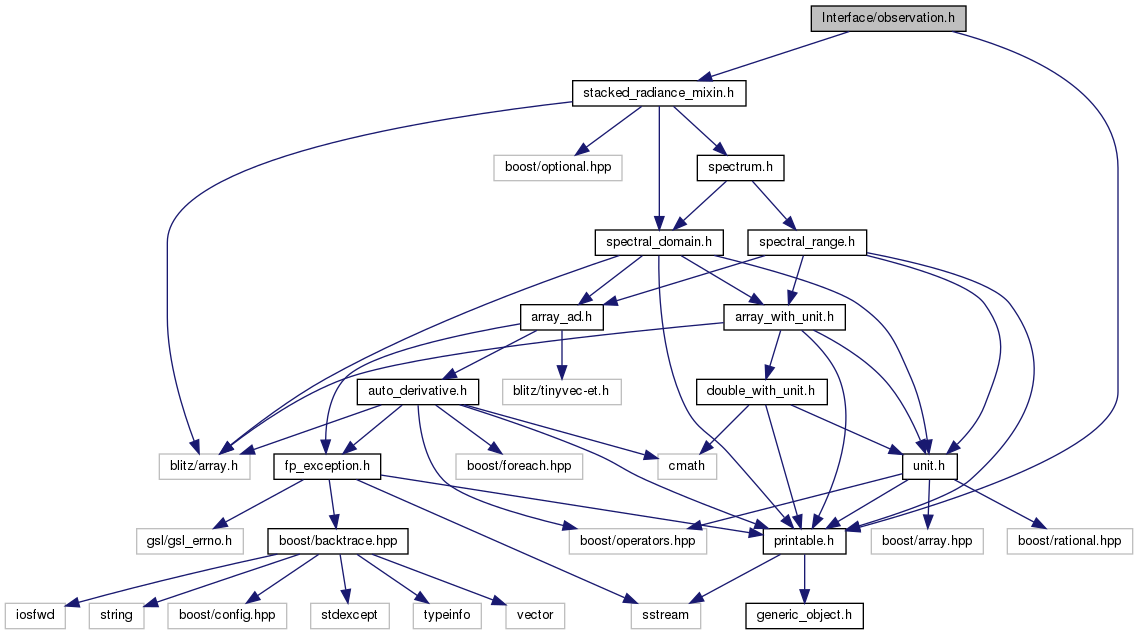 Interface/observation.h
stacked_radiance_mixin.h
boost/optional.hpp
spectrum.h
spectral_domain.h
spectral_range.h
array_ad.h
array_with_unit.h
auto_derivative.h
blitz/tinyvec-et.h
double_with_unit.h
blitz/array.h
fp_exception.h
boost/foreach.hpp
cmath
unit.h
gsl/gsl_errno.h
boost/backtrace.hpp
boost/operators.hpp
printable.h
boost/array.hpp
boost/rational.hpp
iosfwd
string
boost/config.hpp
stdexcept
typeinfo
vector
sstream
generic_object.h